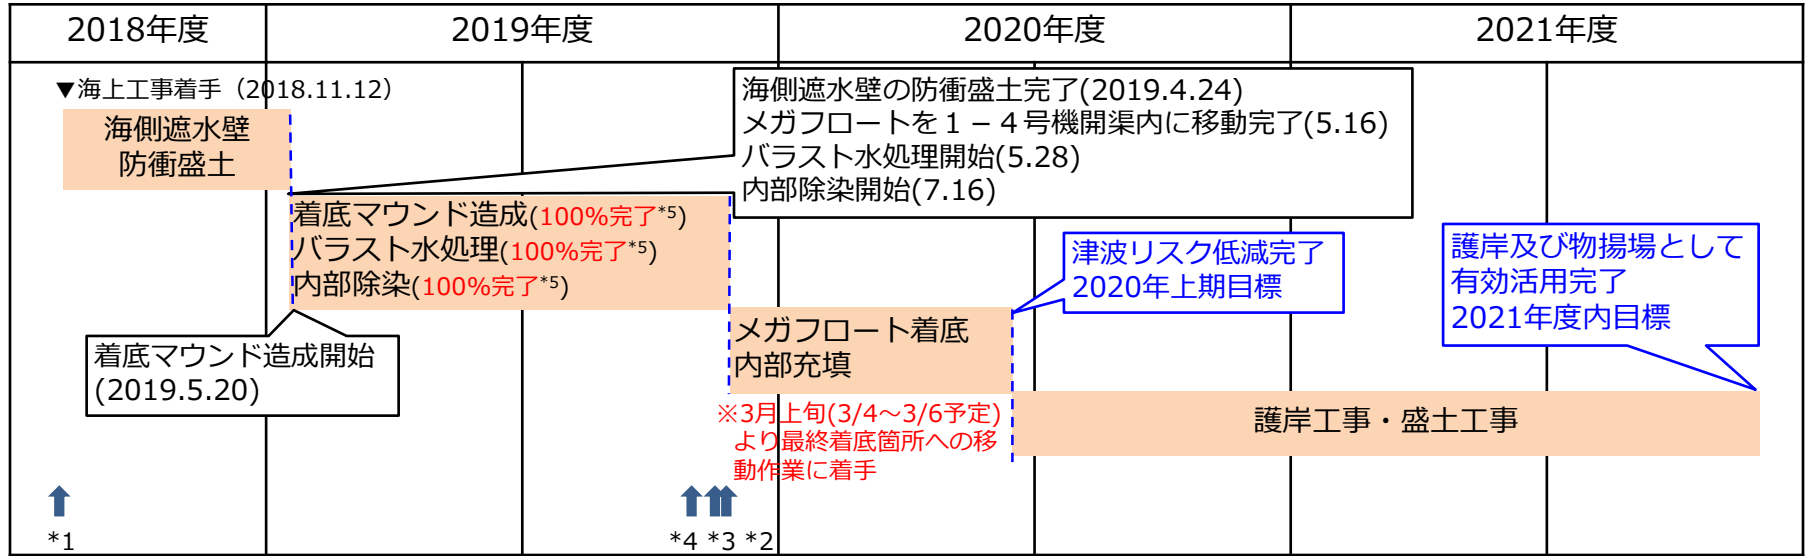 2018年度
2019年度
2020年度
2021年度
▼海上工事着手（2018.11.12）
海側遮水壁
防衝盛土
海側遮水壁の防衝盛土完了(2019.4.24)
メガフロートを１－４号機開渠内に移動完了(5.16)
バラスト水処理開始(5.28)
内部除染開始(7.16)
着底マウンド造成(100%完了*5)
バラスト水処理(100%完了*5)
内部除染(100%完了*5)
着底マウンド造成開始
(2019.5.20)
津波リスク低減完了
2020年上期目標
護岸及び物揚場として
有効活用完了
2021年度内目標
メガフロート着底
内部充填
※3月上旬(3/4～3/6予定)
より最終着底箇所への移
動作業に着手
護岸工事・盛土工事
*1
*4 *3 *2